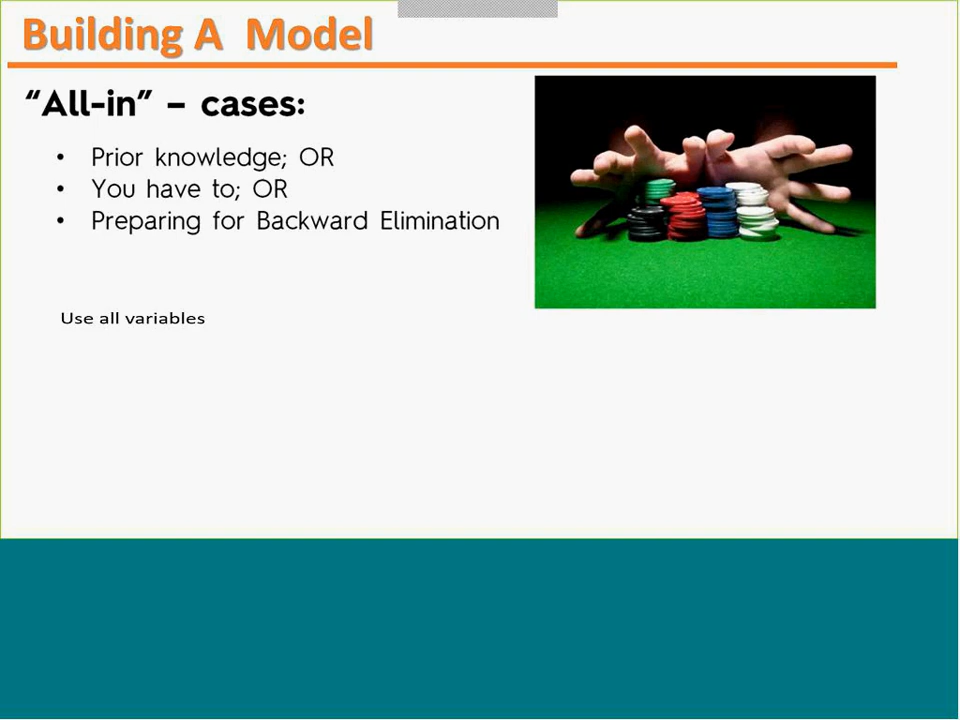 Building A Model
“All-in” – cases:
• Prior knowledge; OR
• You have to; OR
• Preparing for Backward Elimination
Use all variables